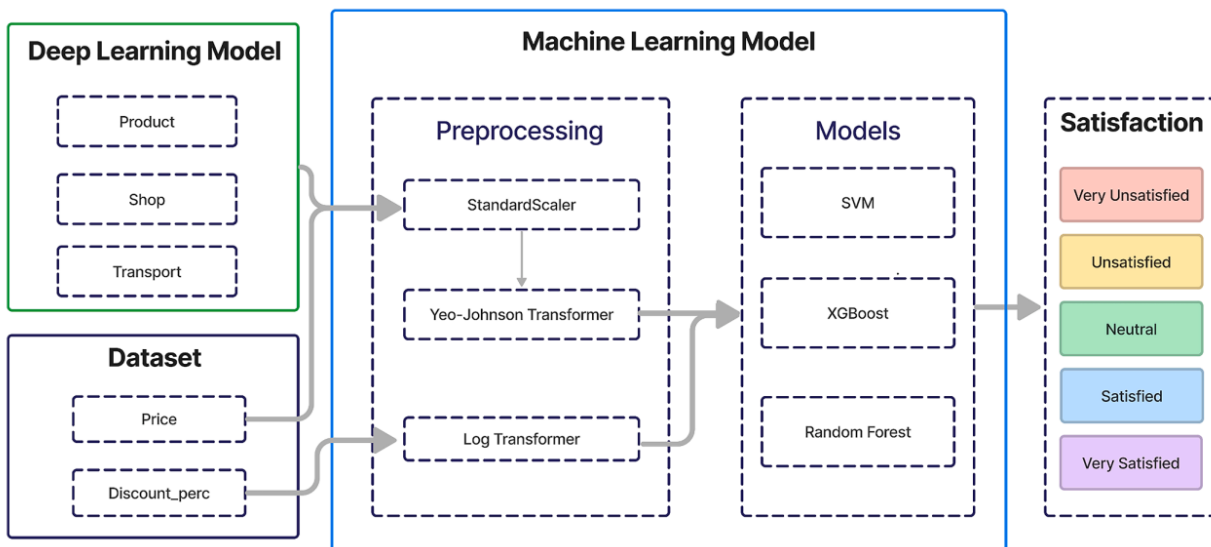 Deep Learning Model
Product
Shop
Transport
Dataset
Price
Discount_perc
Machine Learning Model
Preprocessing
StandardScaler
Yeo-Johnson Transformer
Log Transformer
Models
SVM
XGBoost
Random Forest
Satisfaction
Very Unsatisfied
Unsatisfied
Neutral
Satisfied
Very Satisfied